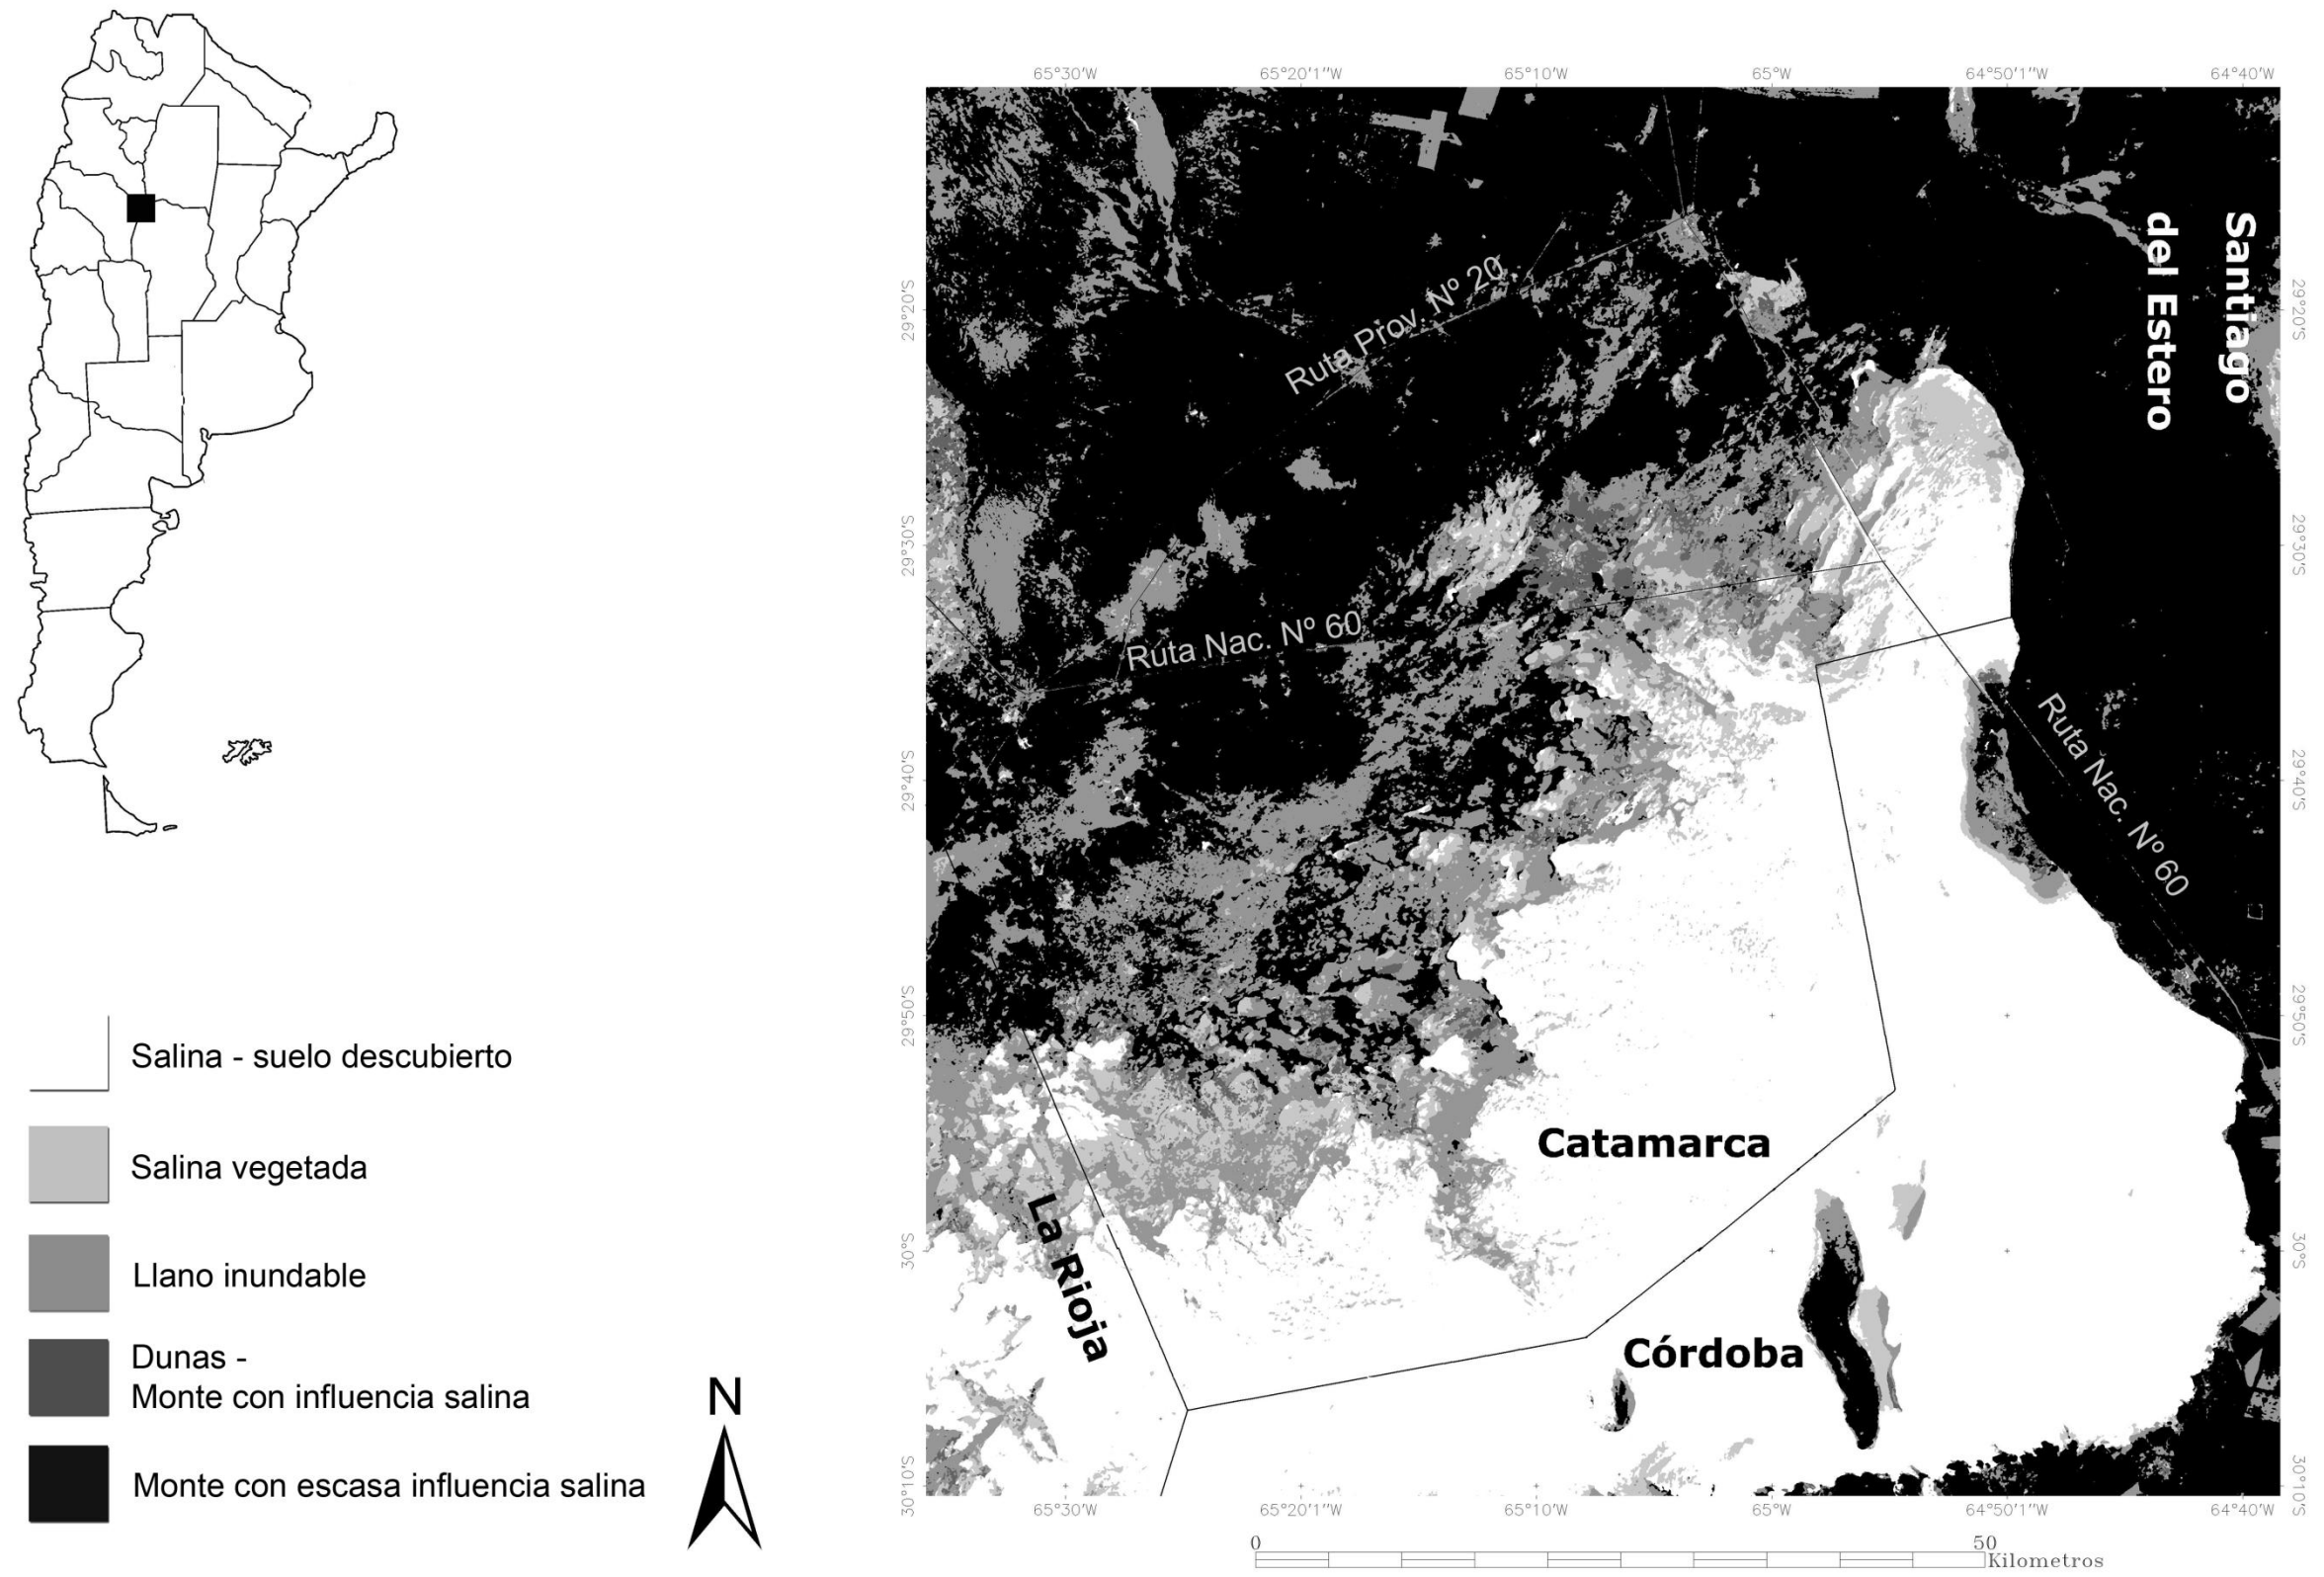 65°30'W 65°20'1"W 65°10'W 65°W 64°50'1"W 64°40'W
Santiago
del Estero
29°20'S
29°20'S
Ruta Prov. Nº 20
29°30'S
29°30'S
Ruta Nac. Nº 60
Ruta Nac. Nº 60
29°40'S
29°40'S
29°50'S
29°50'S
Catamarca
La Rioja
30°S
30°S
Córdoba
30°10'S
30°10'S
65°30'W 65°20'1"W 65°10'W 65°W 64°50'1"W 64°40'W
0 50
Kilometros
Salina - suelo descubierto
Salina vegetada
Llano inundable
Dunas -
Monte con influencia salina
Monte con escasa influencia salina
N